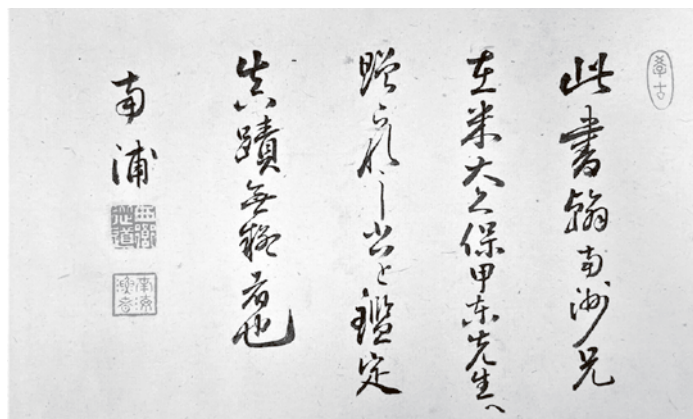 此書翰南洲兄
在米大久保甲東先生へ
贈られしと鑑定
真蹟無疑者也
南浦